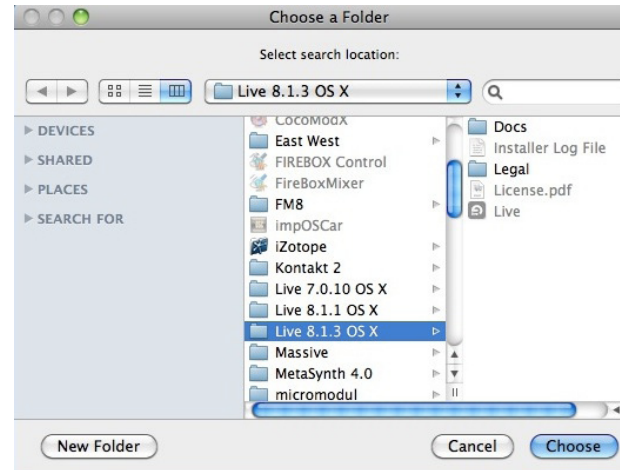 Choose a Folder
Select search location:
Live 8.1.3 OS X
DEVICES
SHARED
PLACES
SEARCH FOR
CocoModX
East West
FIREBOX Control
FireBoxMixer
FM8
impOSCar
iZotope
Kontakt 2
Live 7.0.10 OS X
Live 8.1.1 OS X
Live 8.1.3 OS X
Massive
MetaSynth 4.0
micromodul
Docs
Installer Log File
Legal
License.pdf
Live
New Folder
Cancel
Choose